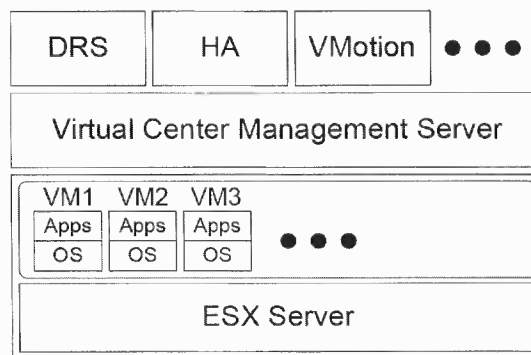 DRS HA VMotion
Virtual Center Management Server
VM1 VM2 VM3
Apps Apps Apps
OS OS OS
ESX Server